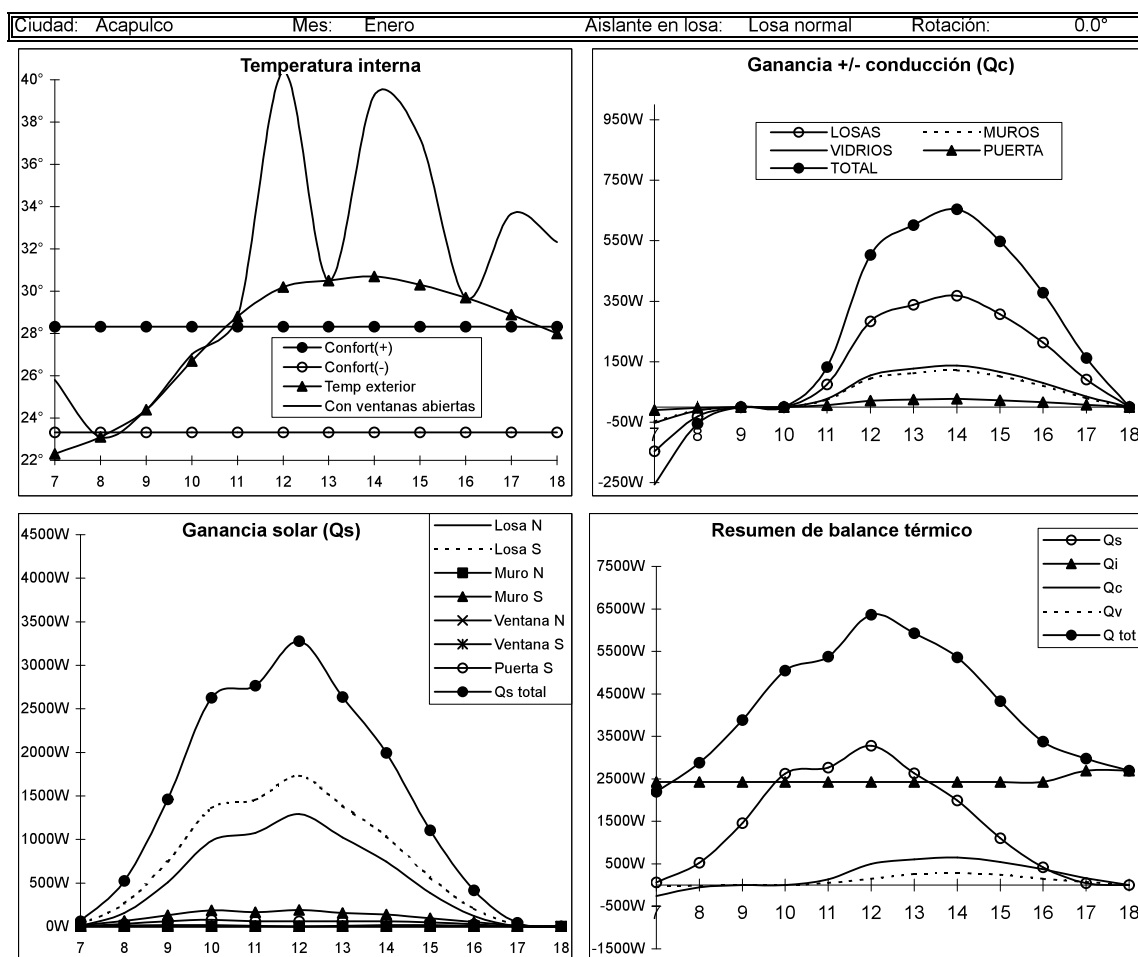 Ciudad: Acapulco Mes: Enero Aislante en losa: Losa normal Rotación: 0.0°
Temperatura interna
40°
38°
36°
34°
32°
30°
28°
26°
24°
22°
Confort(+)
Confort(-)
Temp exterior
Con ventanas abiertas
7 8 9 10 11 12 13 14 15 16 17 18
Ganancia +/- conducción (Qc)
950W
750W
550W
350W
150W
-50W
-250W
LOSAS MUROS
VIDRIOS PUERTA
TOTAL
7 8 9 10 11 12 13 14 15 16 17 18
Ganancia solar (Qs)
4500W
4000W
3500W
3000W
2500W
2000W
1500W
1000W
500W
0W
Losa N
Losa S
Muro N
Muro S
Ventana N
Ventana S
Puerta S
Qs total
7 8 9 10 11 12 13 14 15 16 17 18
Resumen de balance térmico
7500W
6500W
5500W
4500W
3500W
2500W
1500W
500W
-500W
-1500W
Qs
Qi
Qc
Qv
Q tot
7 8 9 10 11 12 13 14 15 16 17 18